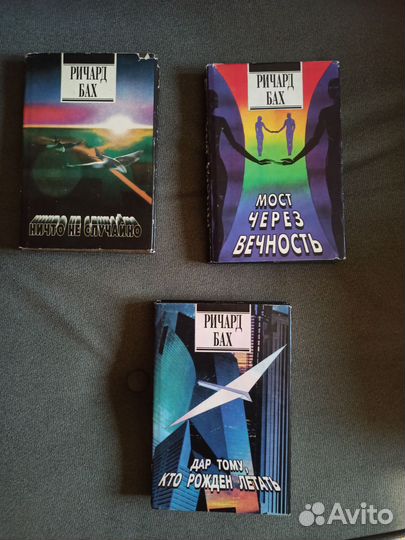 РИЧАРД
БАХ
НИЧТО НЕ СЛУЧАЙНО
РИЧАРД
БАХ
МОСТ
ЧЕРЕЗ
ВЕЧНОСТЬ
РИЧАРД
БАХ
ДАР ТОМУ,
КТО РОЖДЕН ЛЕТАТЬ
Avito